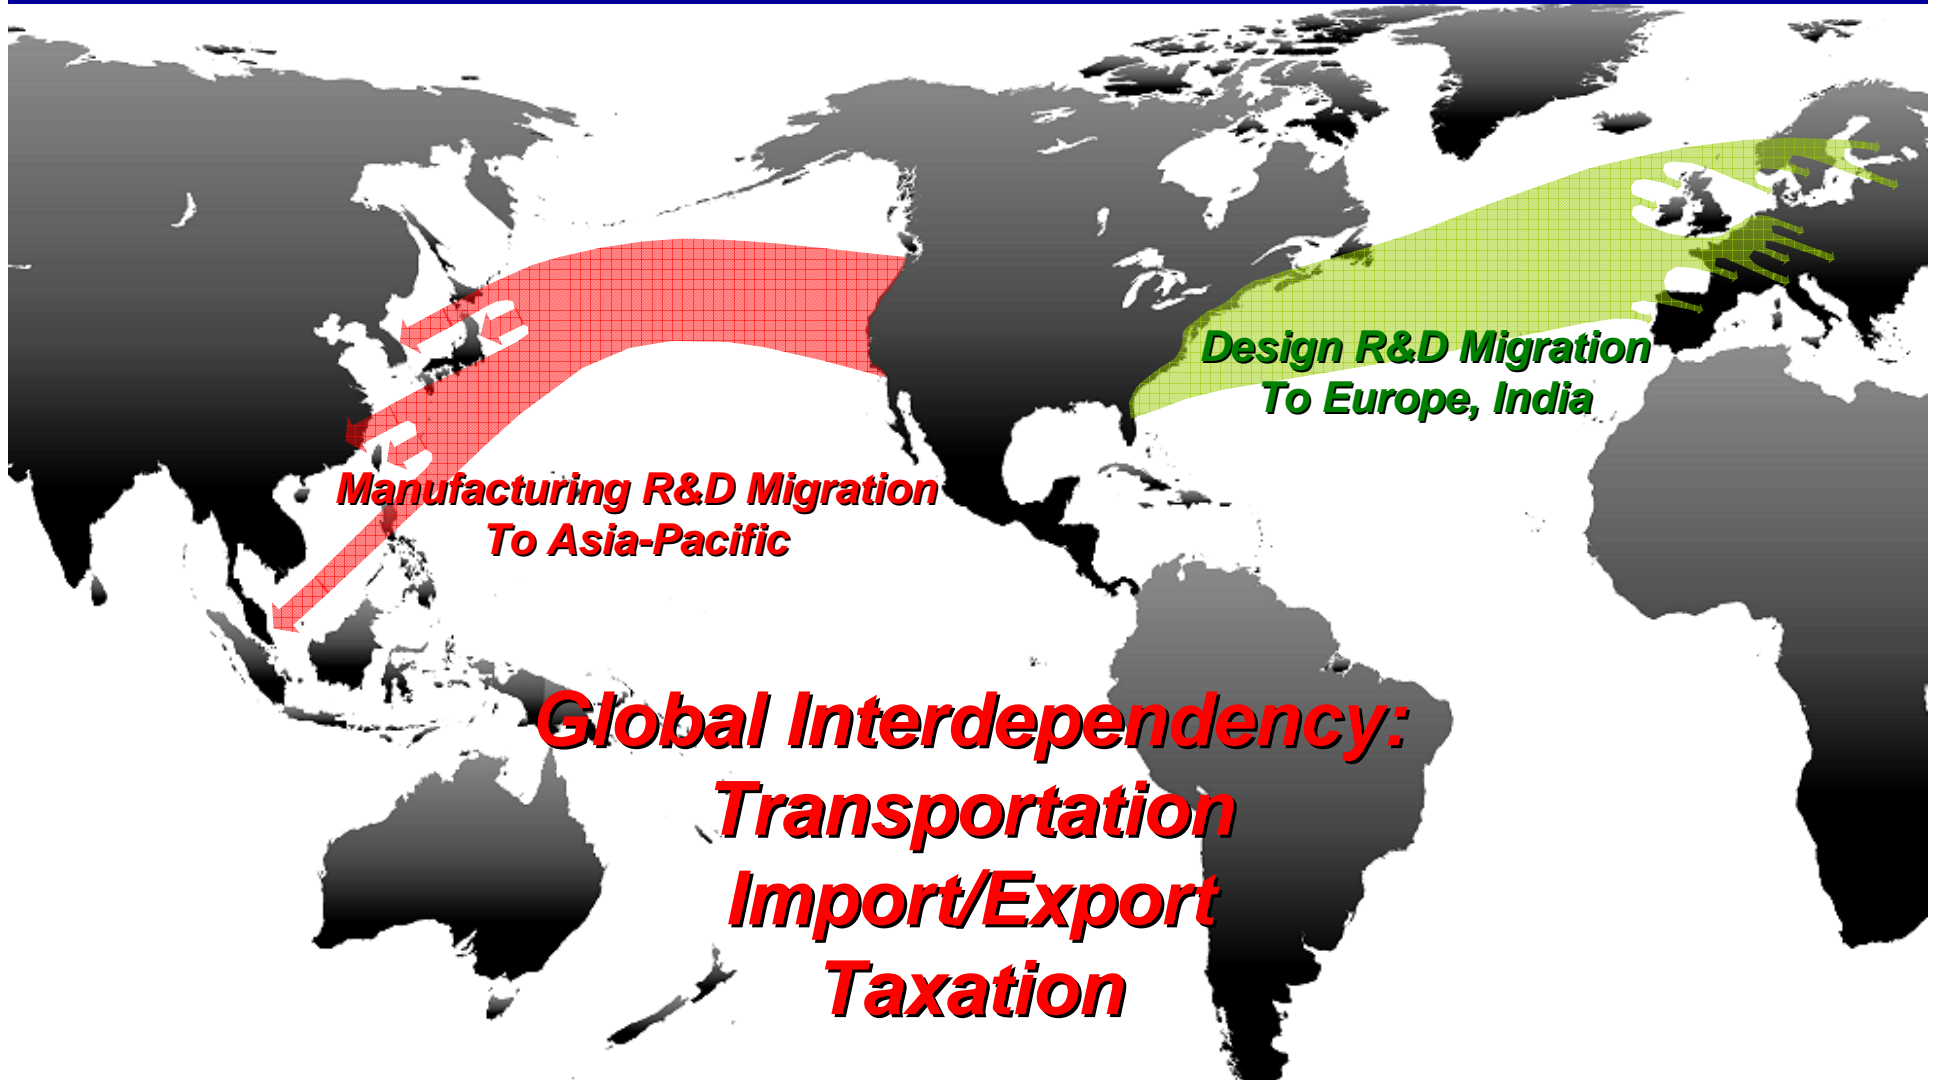 Design R&D Migration
To Europe, India
Manufacturing R&D Migration
To Asia-Pacific
Global Interdependency:
Transportation
Import/Export
Taxation